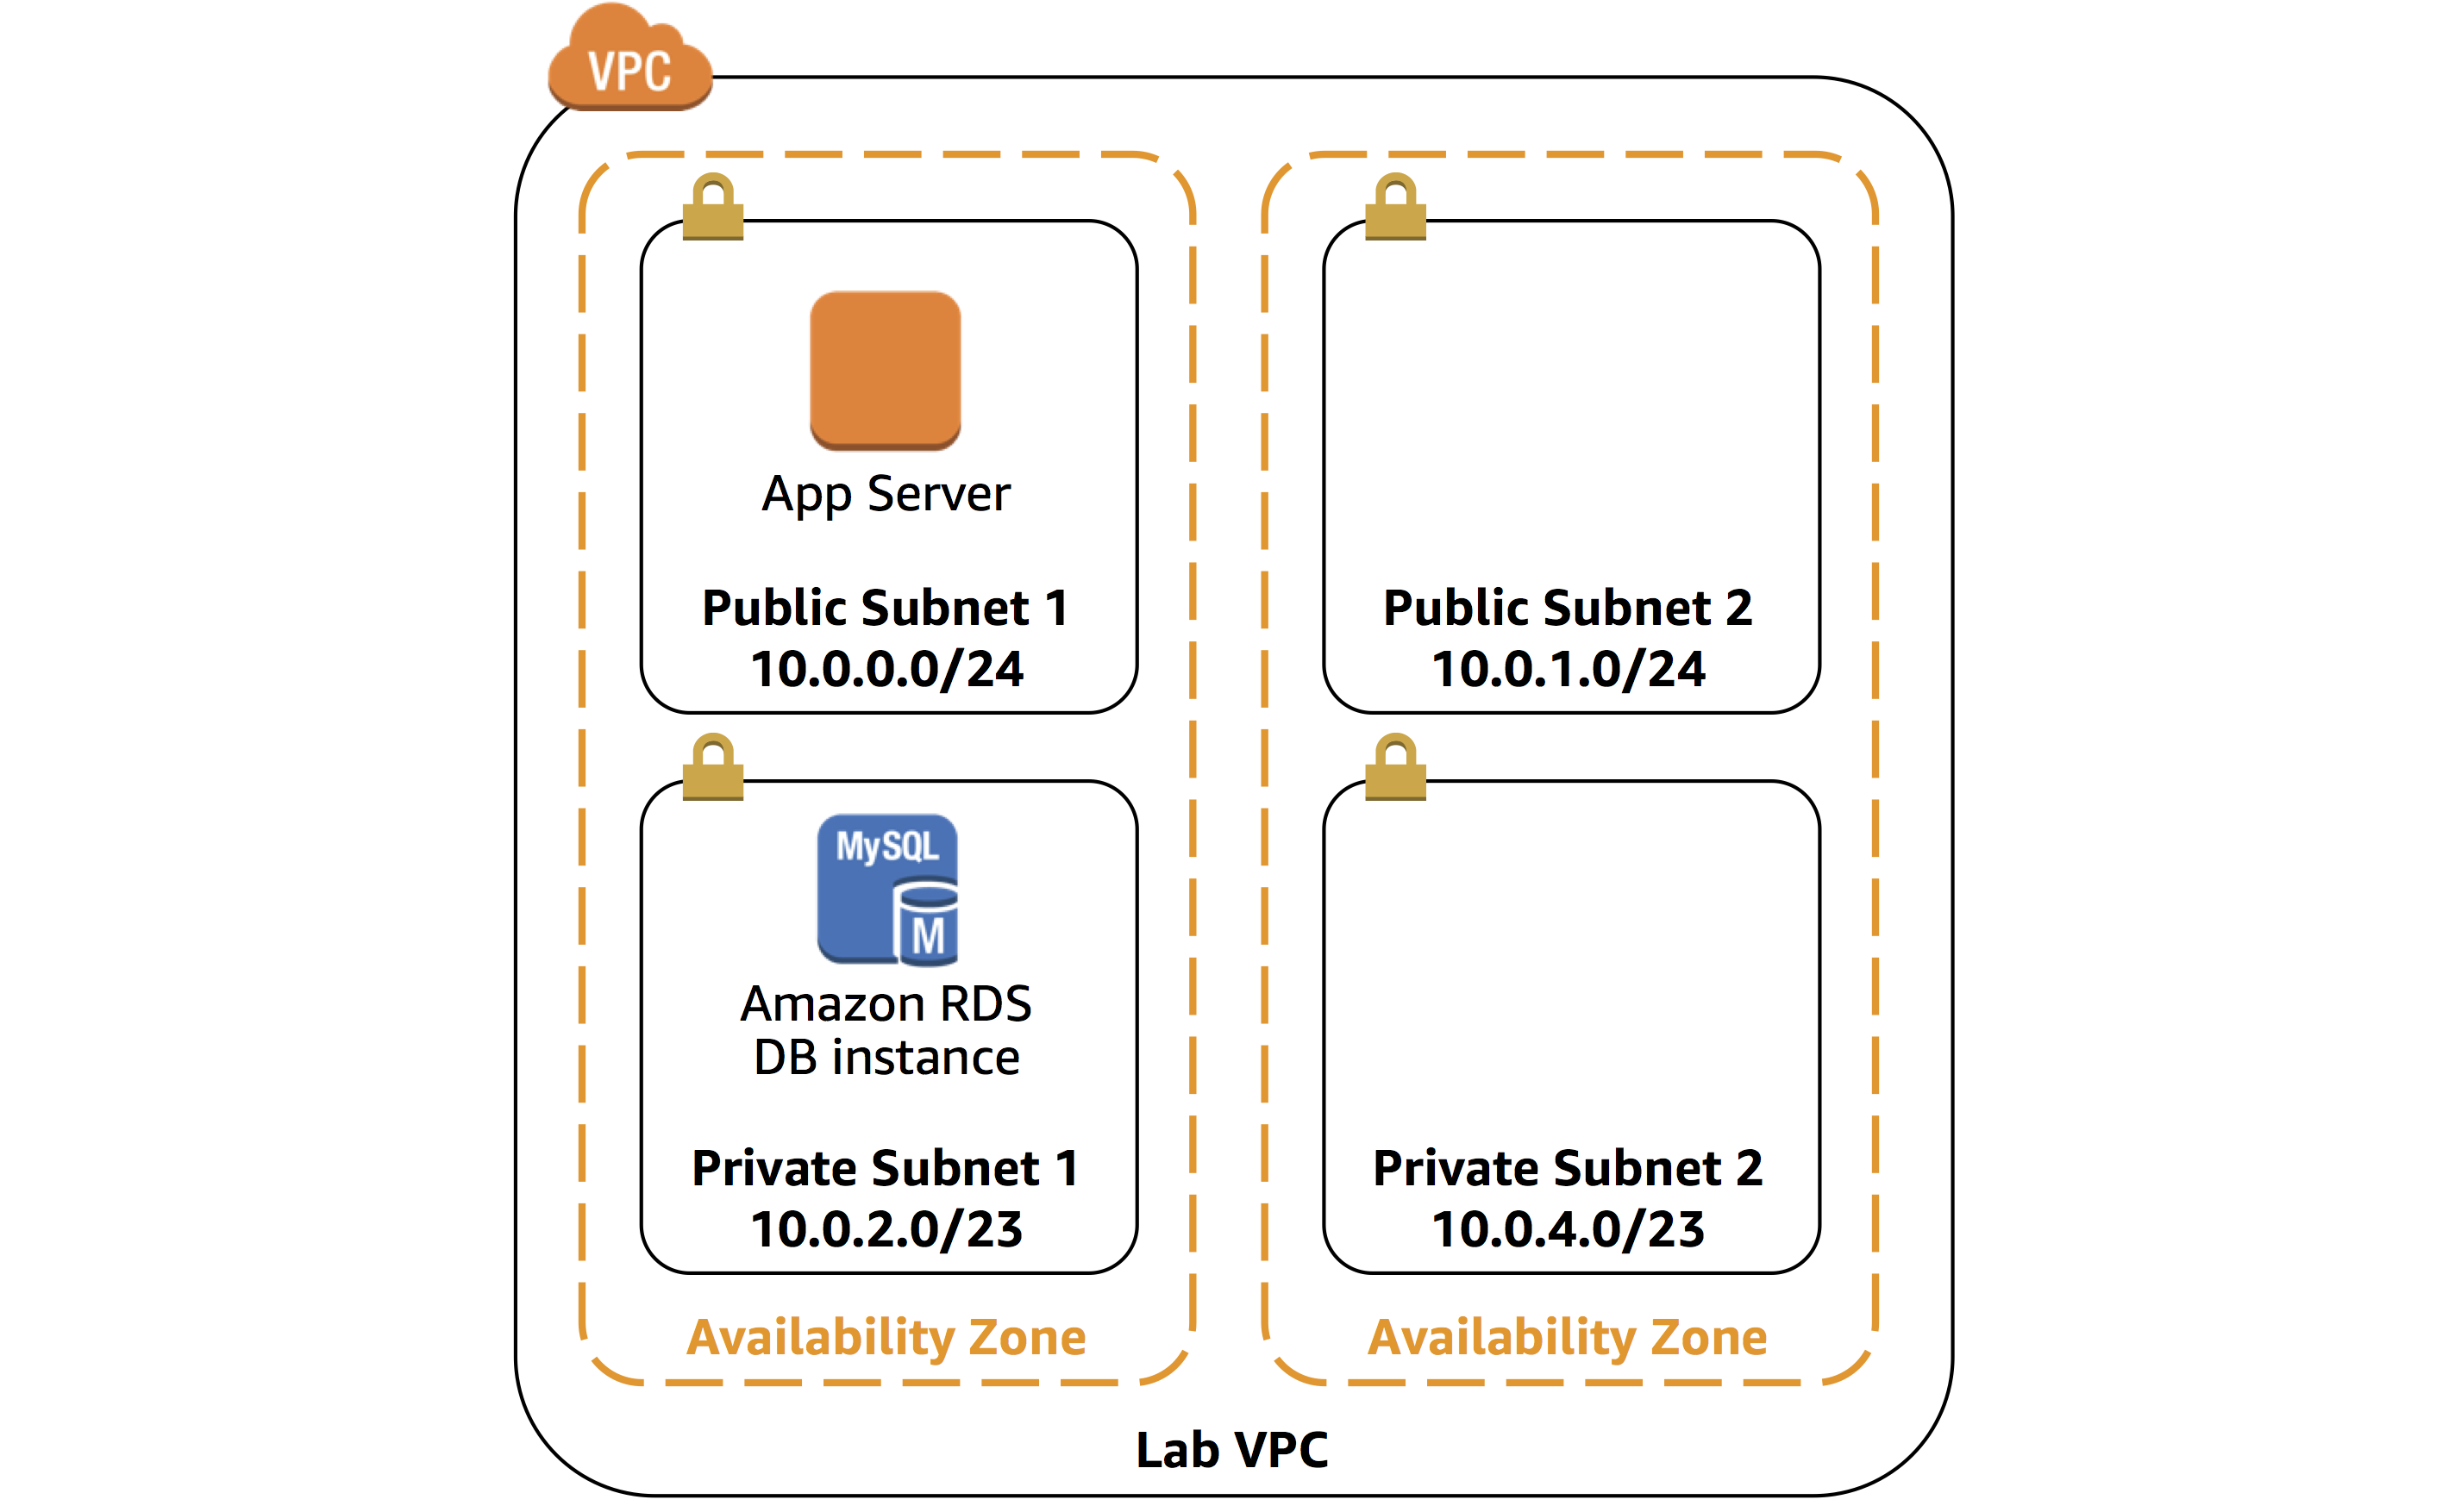 VPC
App Server
Public Subnet 1
10.0.0.0/24
Public Subnet 2
10.0.1.0/24
MySQL
M
Amazon RDS
DB instance
Private Subnet 1
10.0.2.0/23
Private Subnet 2
10.0.4.0/23
Availability Zone
Availability Zone
Lab VPC